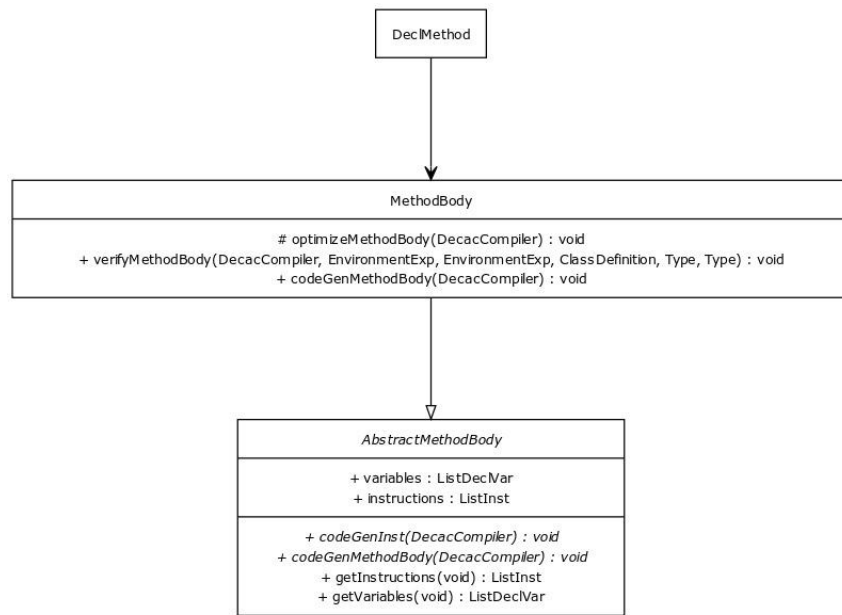 DeclMethod
MethodBody
# optimizeMethodBody(DecacCompiler) : void
+ verifyMethodBody(DecacCompiler, EnvironmentExp, EnvironmentExp, ClassDefinition, Type, Type) : void
+ codeGenMethodBody(DecacCompiler) : void
AbstractMethodBody
+ variables : ListDeclVar
+ instructions : ListInst
+ codeGenInst(DecacCompiler) : void
+ codeGenMethodBody(DecacCompiler) : void
+ getInstructions(void) : ListInst
+ getVariables(void) : ListDeclVar